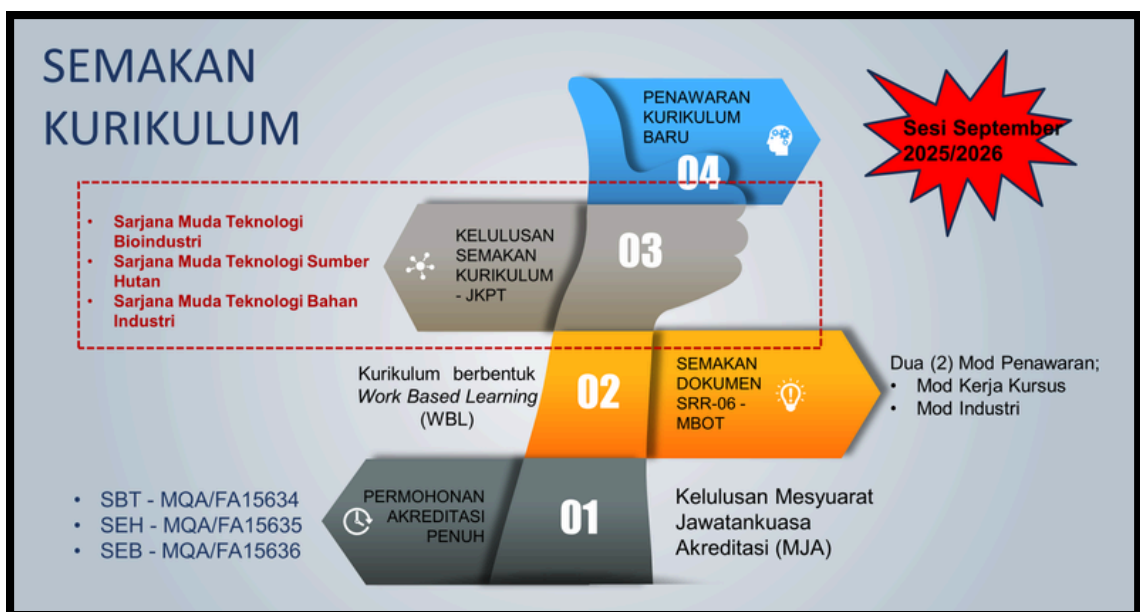 SEMAKAN
KURIKULUM
PENAWARAN
KURIKULUM
BARU
04
Sesi September
2025/2026
• Sarjana Muda Teknologi
Bioindustri
• Sarjana Muda Teknologi Sumber
Hutan
• Sarjana Muda Teknologi Bahan
Industri
KELULUSAN
SEMAKAN
KURIKULUM
- JKPT
03
Kurikulum berbentuk
Work Based Learning
(WBL)
02
SEMAKAN
DOKUMEN
SRR-06 -
MBOT
Dua (2) Mod Penawaran;
• Mod Kerja Kursus
• Mod Industri
• SBT - MQA/FA15634
• SEH - MQA/FA15635
• SEB - MQA/FA15636
PERMOHONAN
AKREDITASI
PENUH
01
Kelulusan Mesyuarat
Jawatankuasa
Akreditasi (MJA)